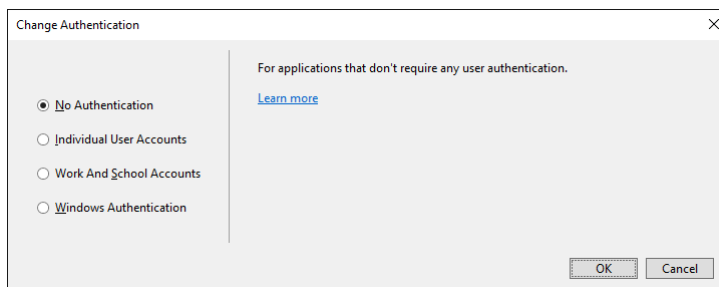 Change Authentication
For applications that don't require any user authentication.
Learn more
No Authentication
Individual User Accounts
Work And School Accounts
Windows Authentication
OK
Cancel